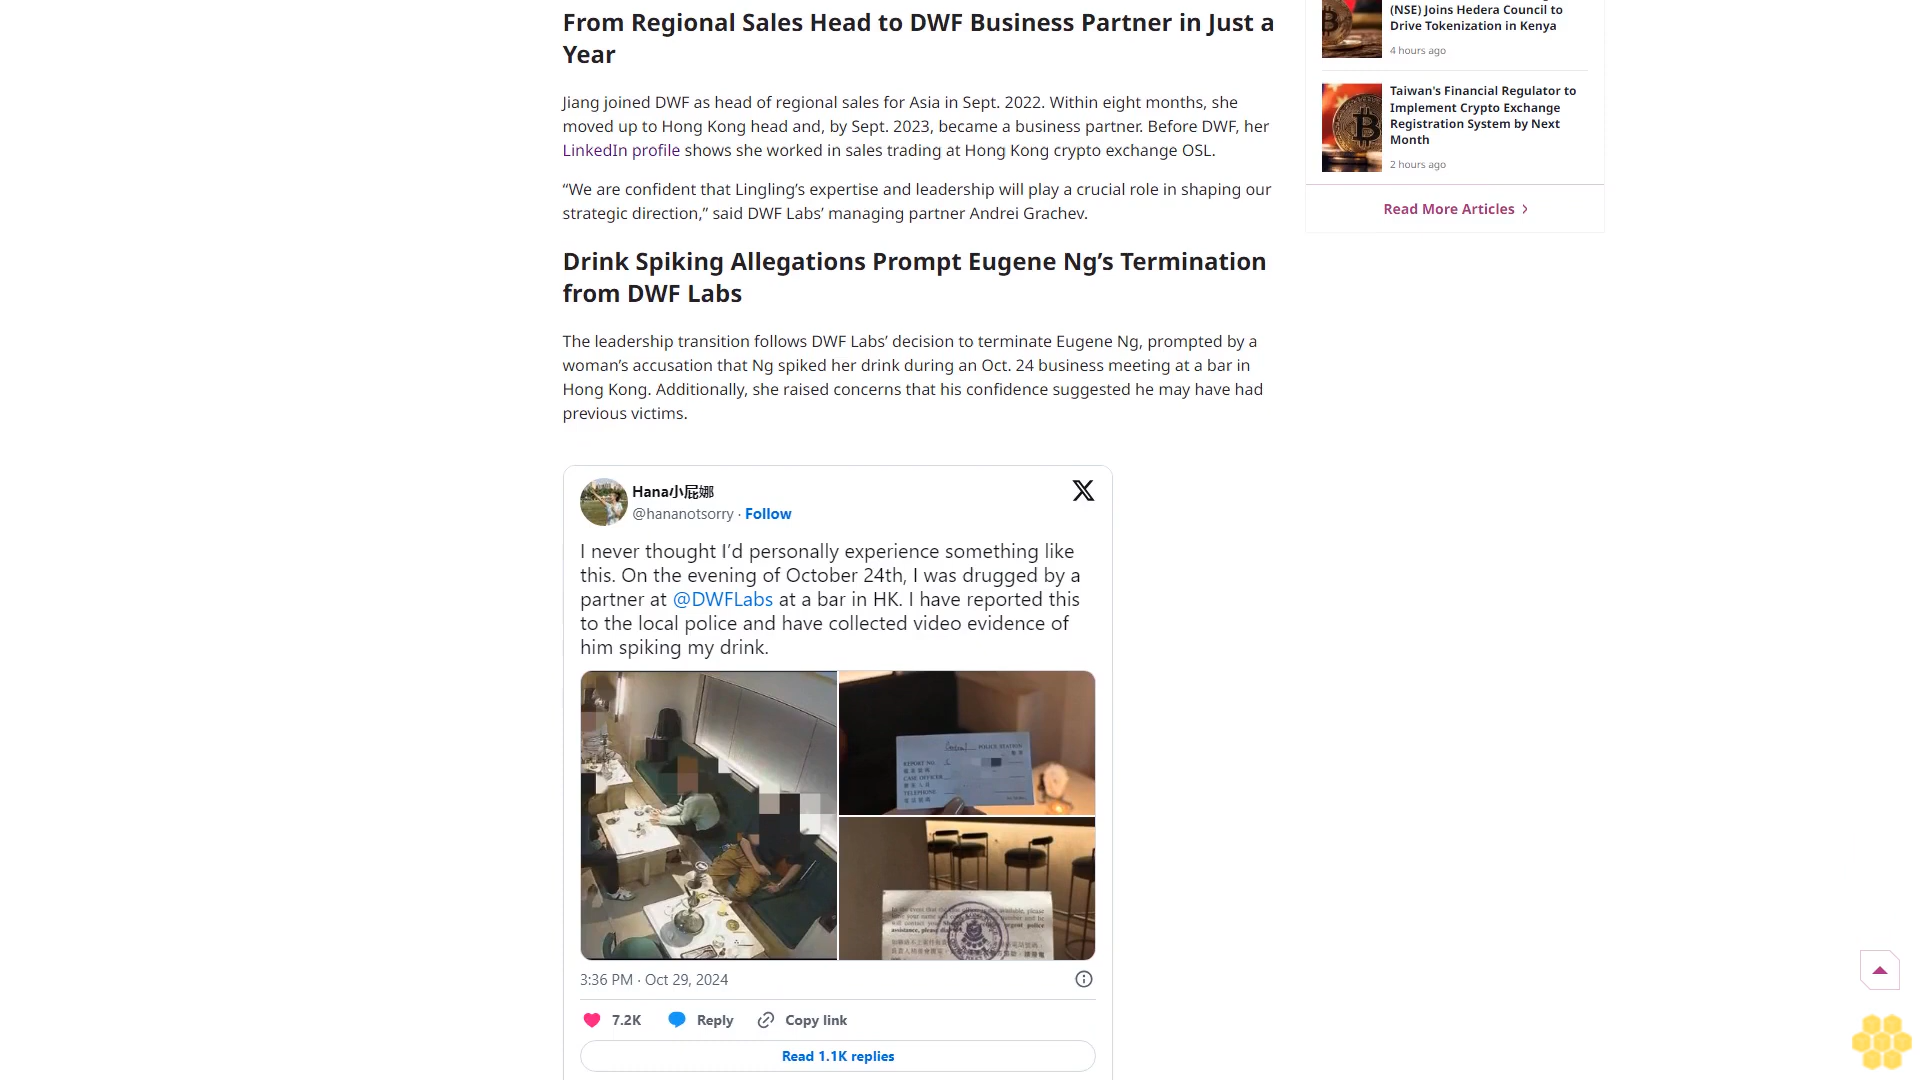 From Regional Sales Head to DWF Business Partner in Just a
Year
Jiang joined DWF as head of regional sales for Asia in Sept. 2022. Within eight months, she
moved up to Hong Kong head and, by Sept. 2023, became a business partner. Before DWF, her
LinkedIn profile shows she worked in sales trading at Hong Kong crypto exchange OSL.
“We are confident that Lingling’s expertise and leadership will play a crucial role in shaping our
strategic direction,” said DWF Labs’ managing partner Andrei Grachev.
Drink Spiking Allegations Prompt Eugene Ng’s Termination
from DWF Labs
The leadership transition follows DWF Labs’ decision to terminate Eugene Ng, prompted by a
woman’s accusation that Ng spiked her drink during an Oct. 24 business meeting at a bar in
Hong Kong. Additionally, she raised concerns that his confidence suggested he may have had
previous victims.
Hana小屁娜
@hananotsorry · Follow
I never thought I’d personally experience something like
this. On the evening of October 24th, I was drugged by a
partner at @DWFLabs at a bar in HK. I have reported this
to the local police and have collected video evidence of
him spiking my drink.
POLICE STATION
REPORT NO.
CASE OFFICER
TELEPHONE
3:36 PM · Oct 29, 2024
7.2K
Reply
Copy link
Read 1.1K replies
(NSE) Joins Hedera Council to
Drive Tokenization in Kenya
4 hours ago
Taiwan's Financial Regulator to
Implement Crypto Exchange
Registration System by Next
Month
2 hours ago
Read More Articles